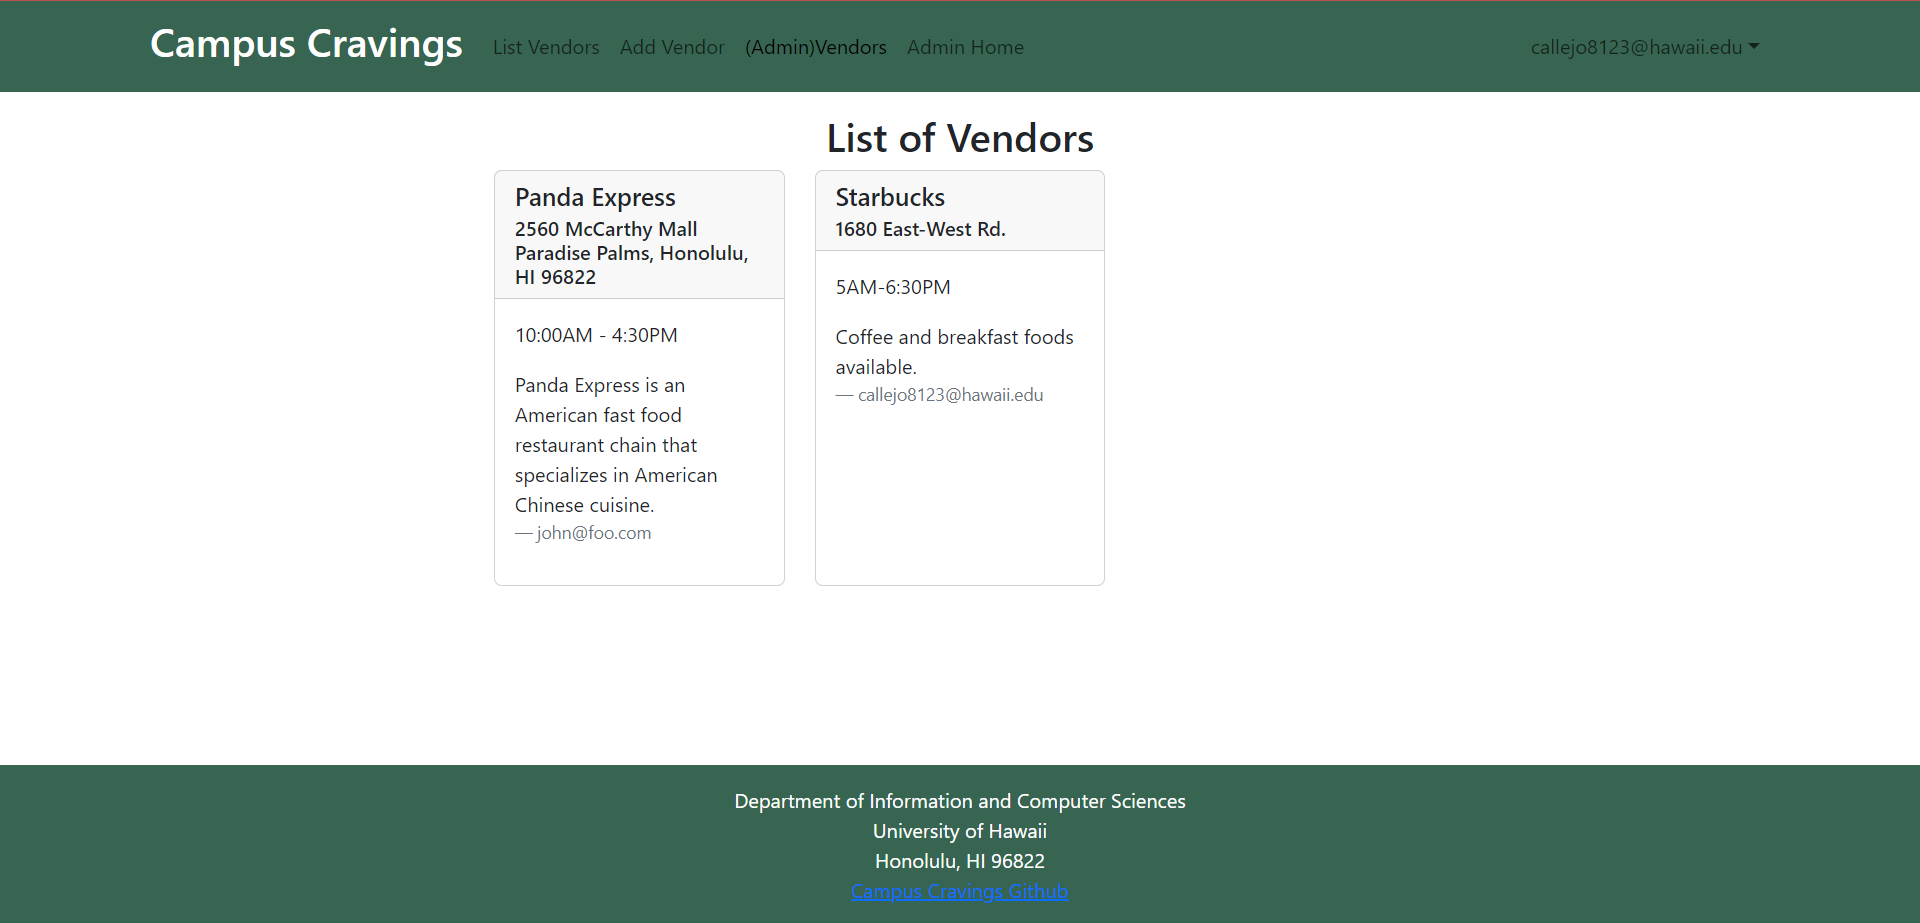 Campus Cravings
List Vendors
Add Vendor
(Admin)Vendors
Admin Home
callejo8123@hawaii.edu
List of Vendors
Panda Express
2560 McCarthy Mall
Paradise Palms, Honolulu,
HI 96822
10:00AM - 4:30PM
Panda Express is an
American fast food
restaurant chain that
specializes in American
Chinese cuisine.
— john@foo.com
Starbucks
1680 East-West Rd.
5AM-6:30PM
Coffee and breakfast foods
available.
— callejo8123@hawaii.edu
Department of Information and Computer Sciences
University of Hawaii
Honolulu, HI 96822
Campus Cravings Github